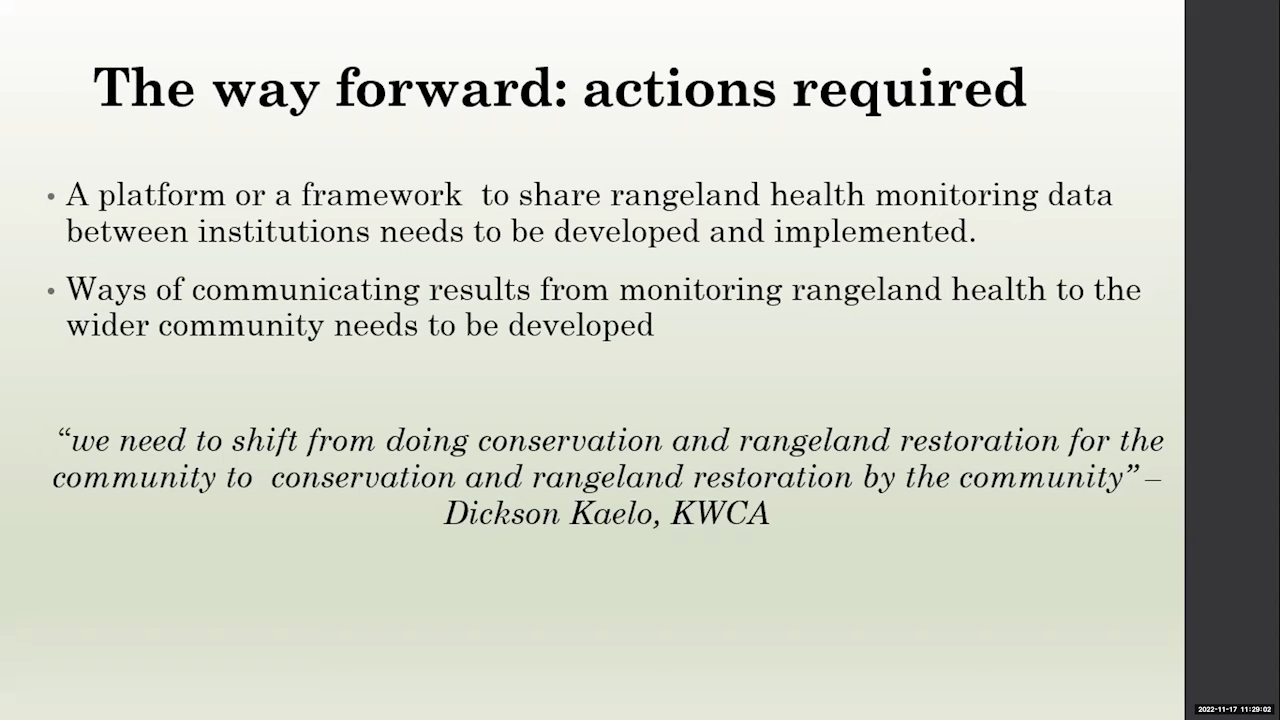 The way forward: actions required
• A platform or a framework  to share rangeland health monitoring data
between institutions needs to be developed and implemented.
• Ways of communicating results from monitoring rangeland health to the
wider community needs to be developed
“we need to shift from doing conservation and rangeland restoration for the
community to  conservation and rangeland restoration by the community” –
Dickson Kaelo, KWCA
2022-11-17 11:29:02